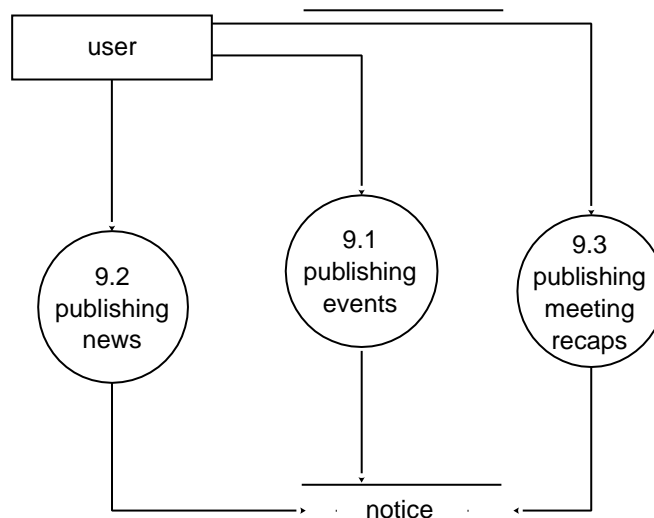 user
9.1
publishing
events
9.2
publishing
news
9.3
publishing
meeting
recaps
notice